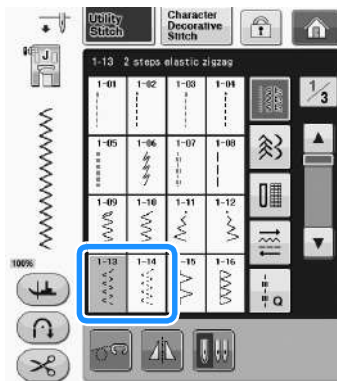 Utility Stitch
Character Decorative Stitch
J
1-13 2 steps elastic zigzag
1-01 1-02 1-03 1-04
1/3
1-05 1-06 1-07 1-08
1-09 1-10 1-11 1-12
100%
1-13 1-14 1-15 1-16
Q